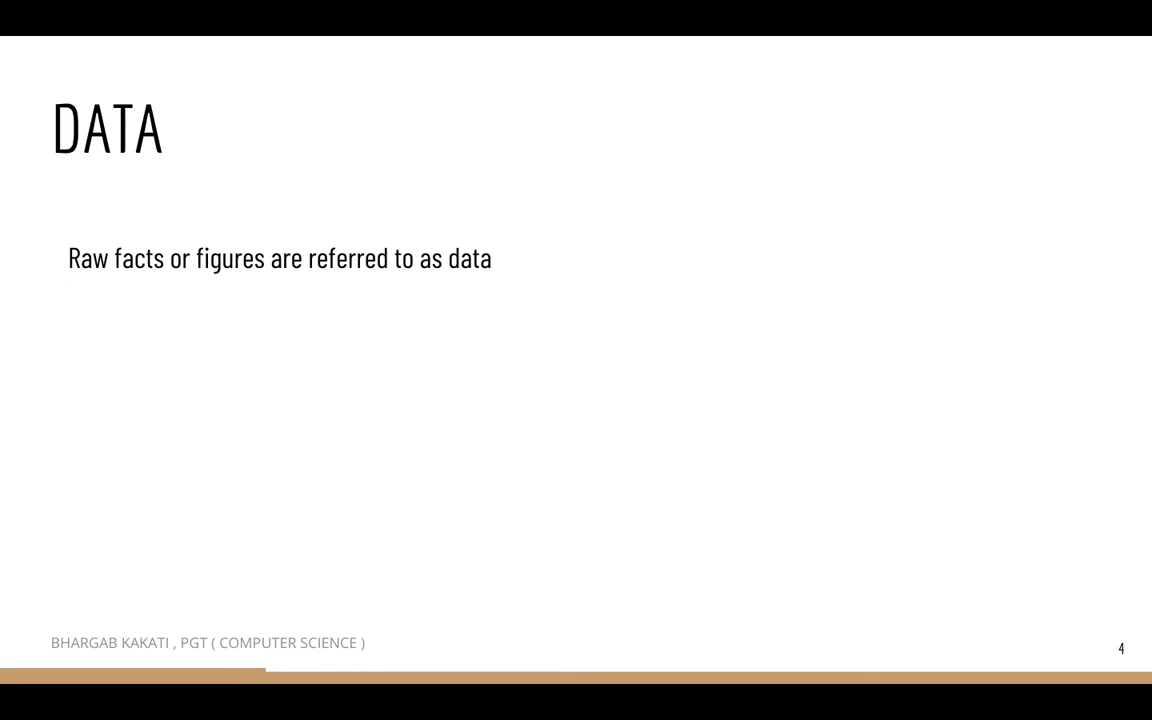 DATA
Raw facts or figures are referred to as data
BHARGAB KAKATI , PGT ( COMPUTER SCIENCE )
4